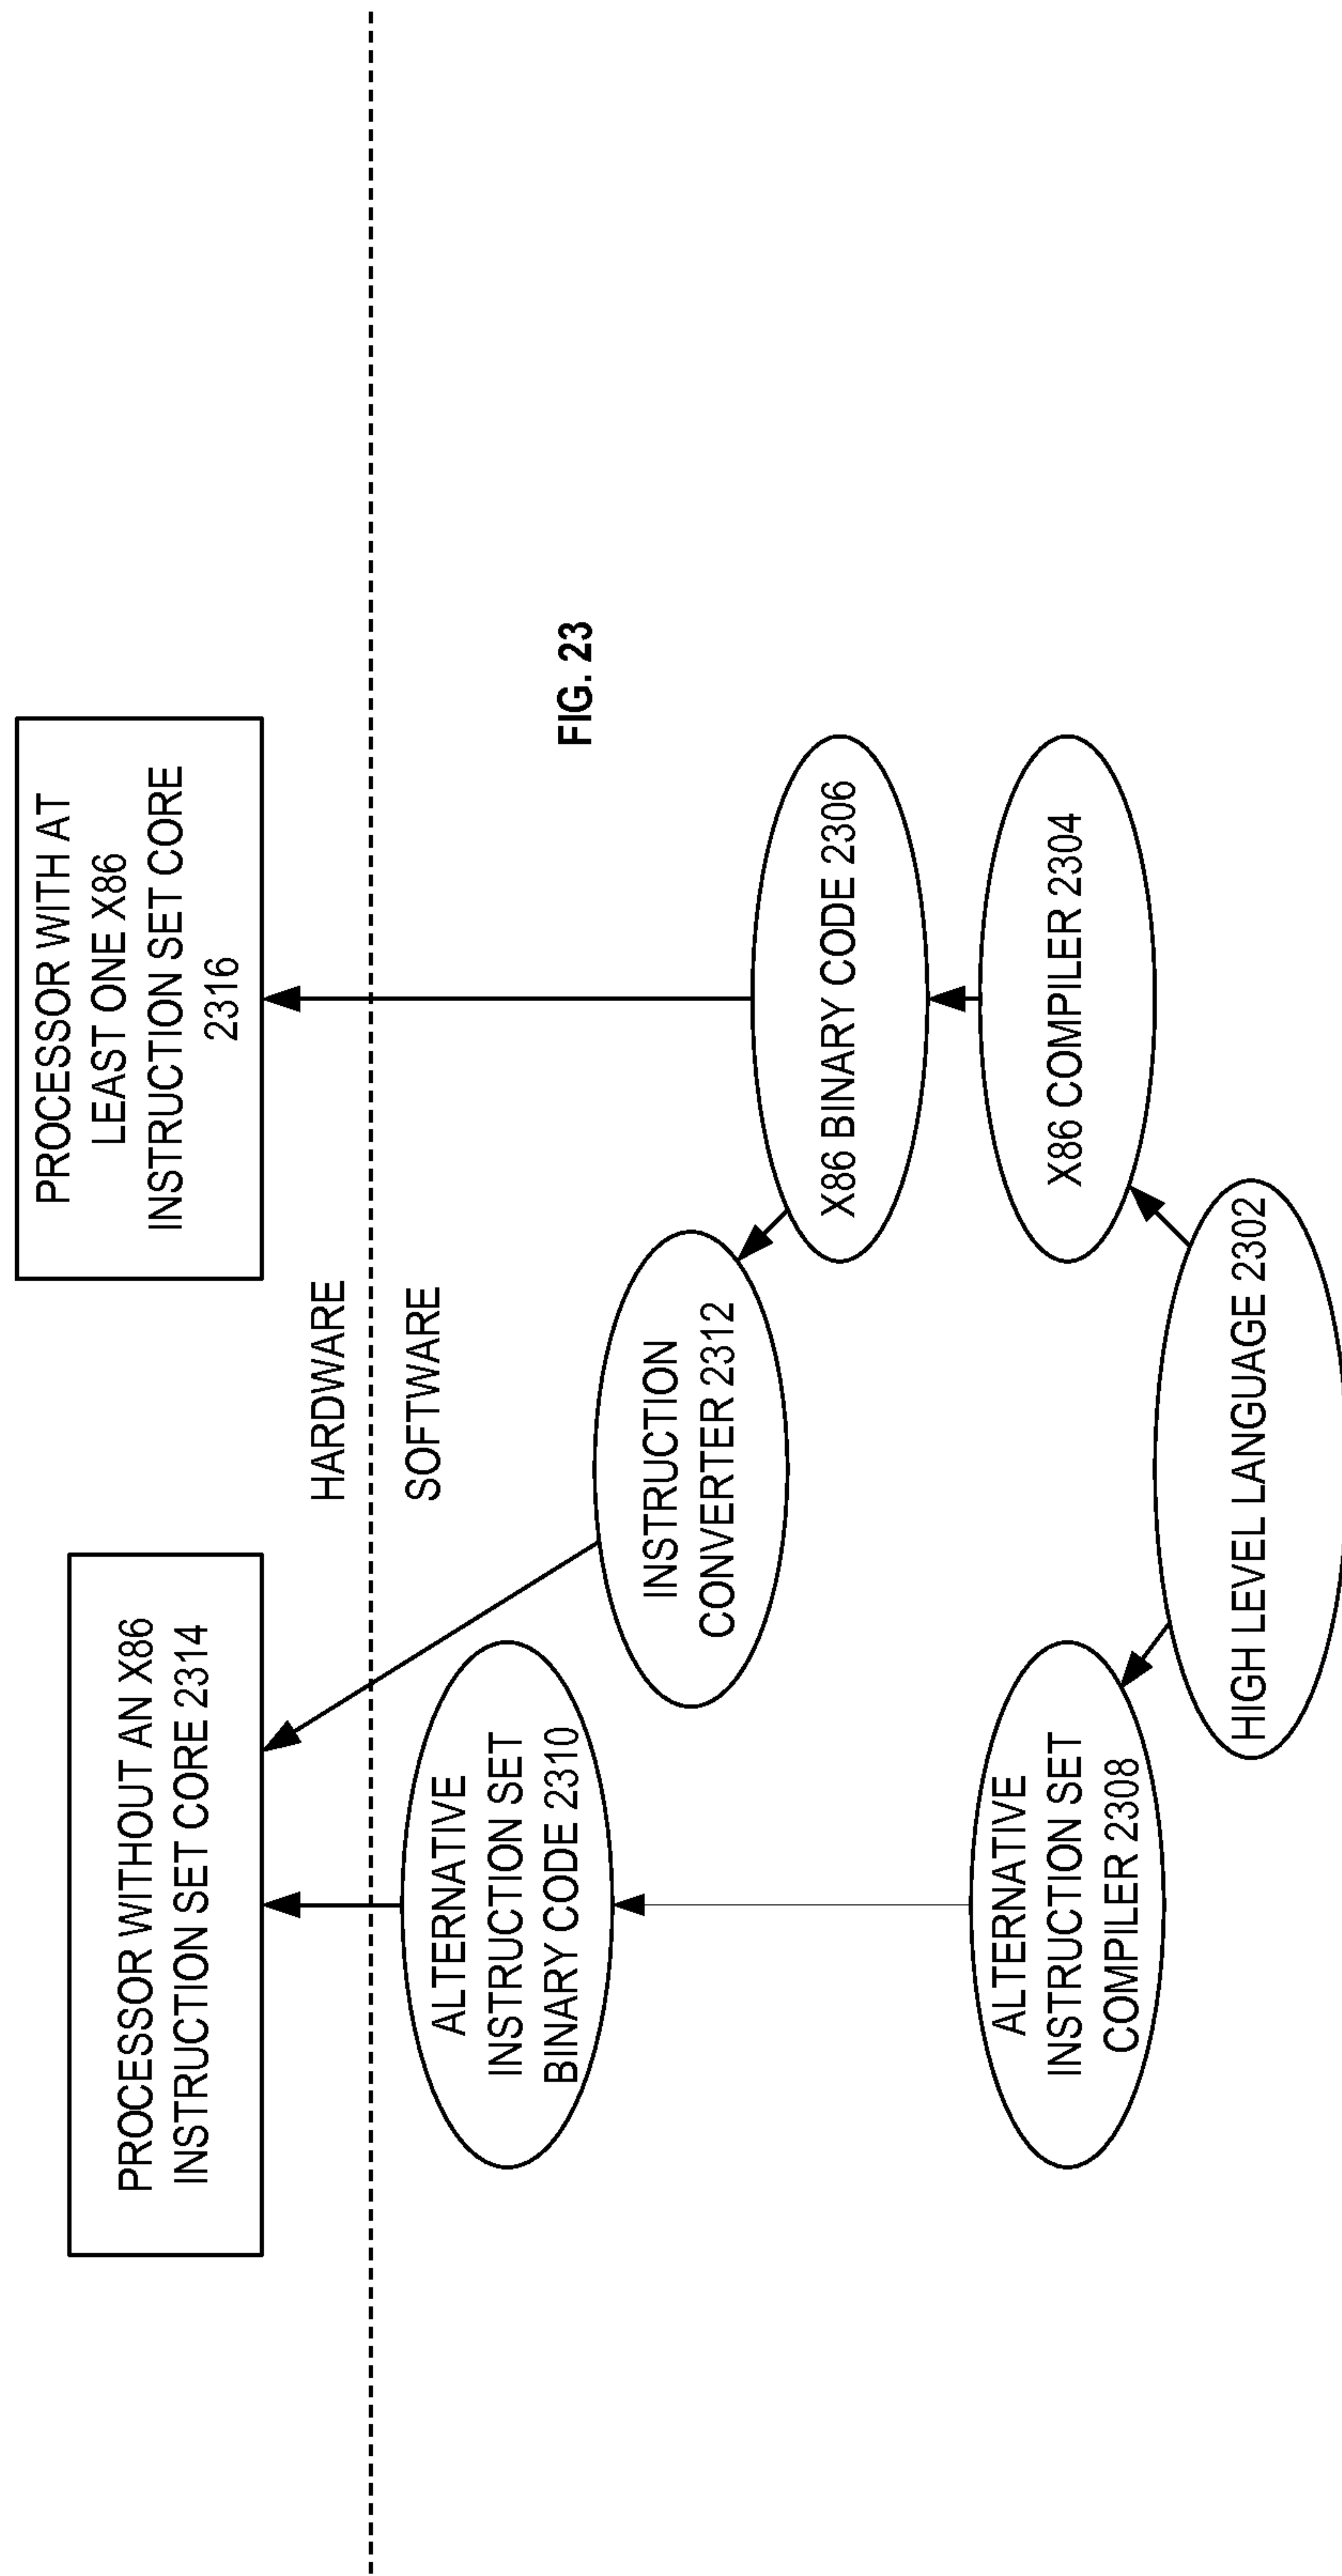 PROCESSOR WITHOUT AN X86
INSTRUCTION SET CORE 2314
PROCESSOR WITH AT
LEAST ONE X86
INSTRUCTION SET CORE
2316
HARDWARE
SOFTWARE
ALTERNATIVE
INSTRUCTION SET
BINARY CODE 2310
INSTRUCTION
CONVERTER 2312
FIG. 23
X86 BINARY CODE 2306
ALTERNATIVE
INSTRUCTION SET
COMPILER 2308
X86 COMPILER 2304
HIGH LEVEL LANGUAGE 2302